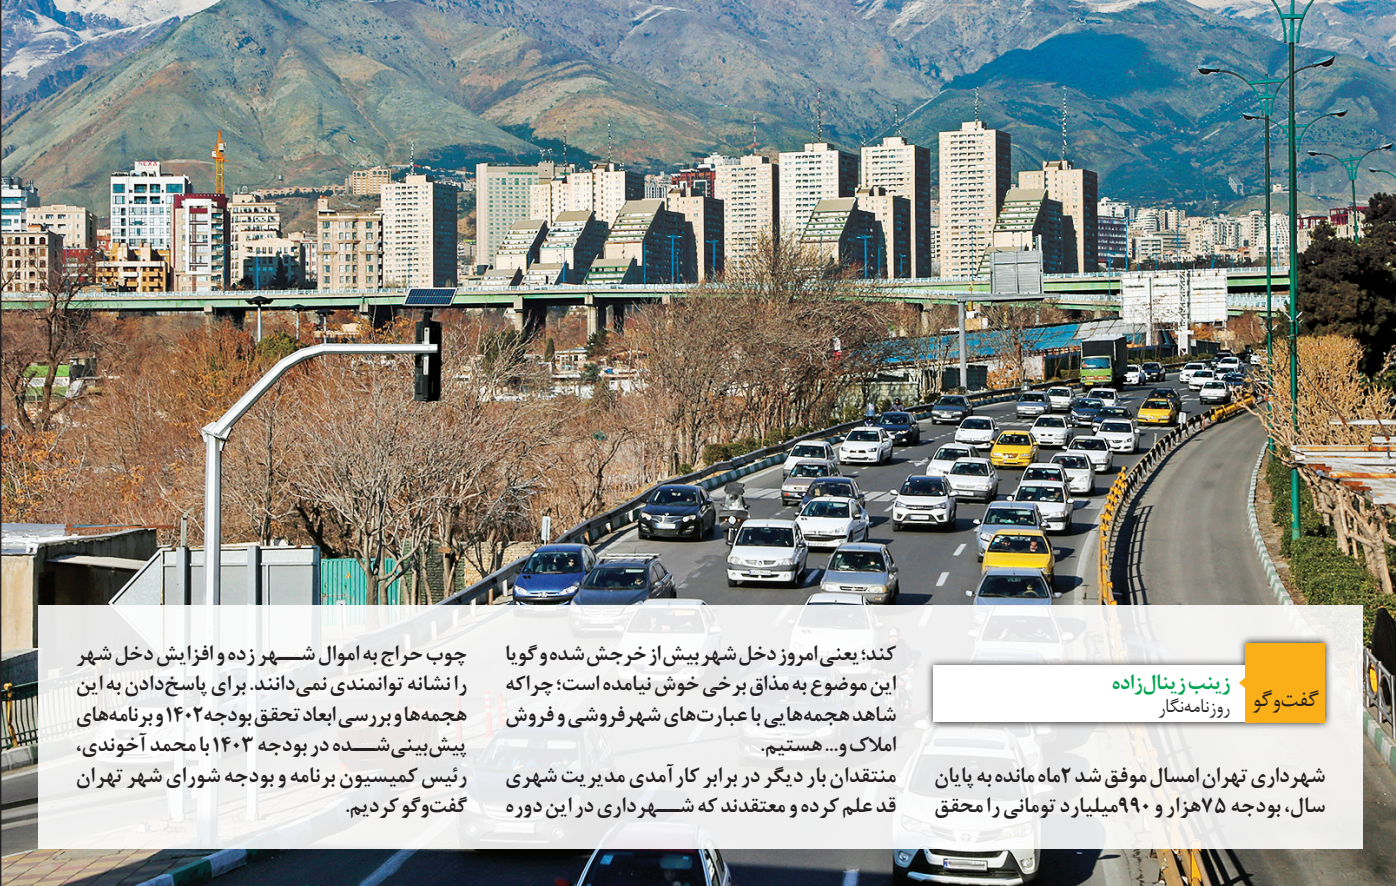 HEXA
گفت‌وگو
زینب زینال‌زاده
روزنامه‌نگار
شهرداری تهران امسال موفق شد ۲ماه مانده به پایان
سال، بودجه ۷۵هزار و ۹۹۰میلیارد تومانی را محقق
کند؛ یعنی امروز دخل شهر بیش از خرجش شده و گویا
این موضوع به مذاق برخی خوش نیامده است؛ چراکه
شاهد هجمه‌هایی با عبارت‌های شهرفروشی و فروش
املاک و... هستیم.
منتقدان بار دیگر در برابر کارآمدی مدیریت شهری
قد علم کرده و معتقدند که شهرداری در این دوره
چوب حراج به اموال شهر زده و افزایش دخل شهر
را نشانه توانمندی نمی‌دانند. برای پاسخ‌دادن به این
هجمه‌ها و بررسی ابعاد تحقق بودجه۱۴۰۲ و برنامه‌های
پیش‌بینی‌شده در بودجه ۱۴۰۳ با محمد آخوندی،
رئیس کمیسیون برنامه و بودجه شورای شهر تهران
گفت‌وگو کردیم.